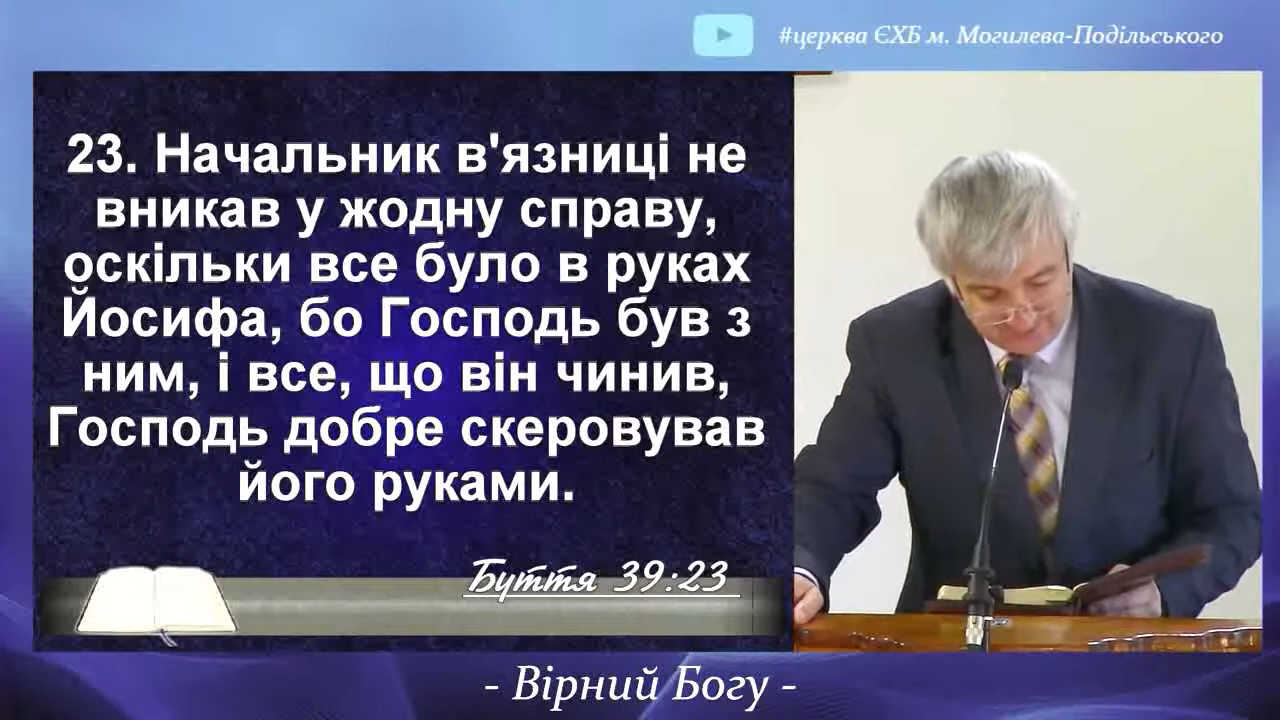 #церква ЄХБ м. Могилева-Подільського
23. Начальник в'язниці не
вникав у жодну справу,
оскільки все було в руках
Йосифа, бо Господь був з
ним, і все, що він чинив,
Господь добре скеровував
його руками.
Буття 39:23
- Вірний Богу -